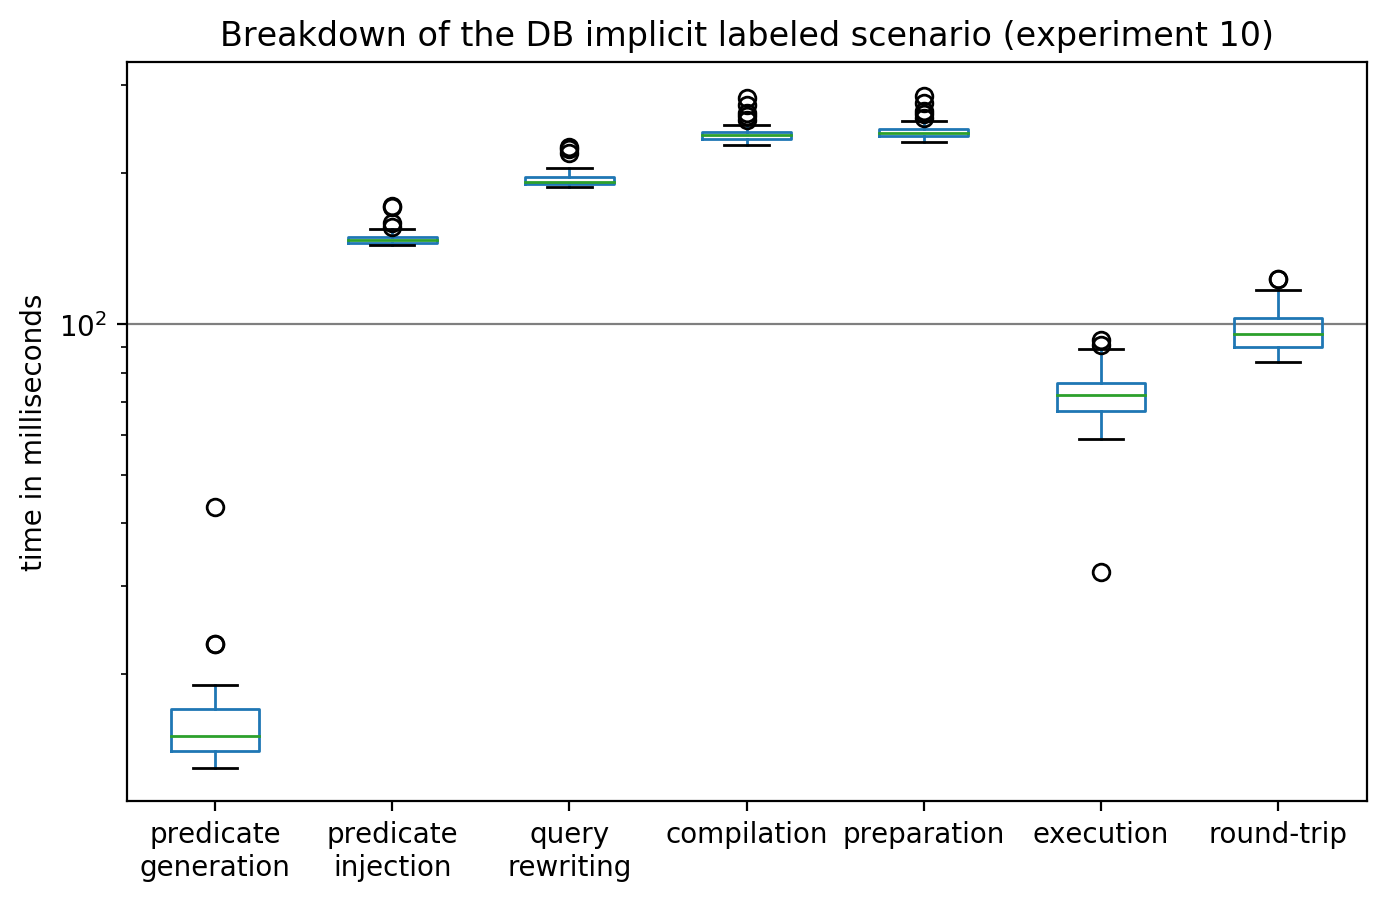 Breakdown of the DB implicit labeled scenario (experiment 10)
time in milliseconds
10²
predicate generation
predicate injection
query rewriting
compilation
preparation
execution
round-trip